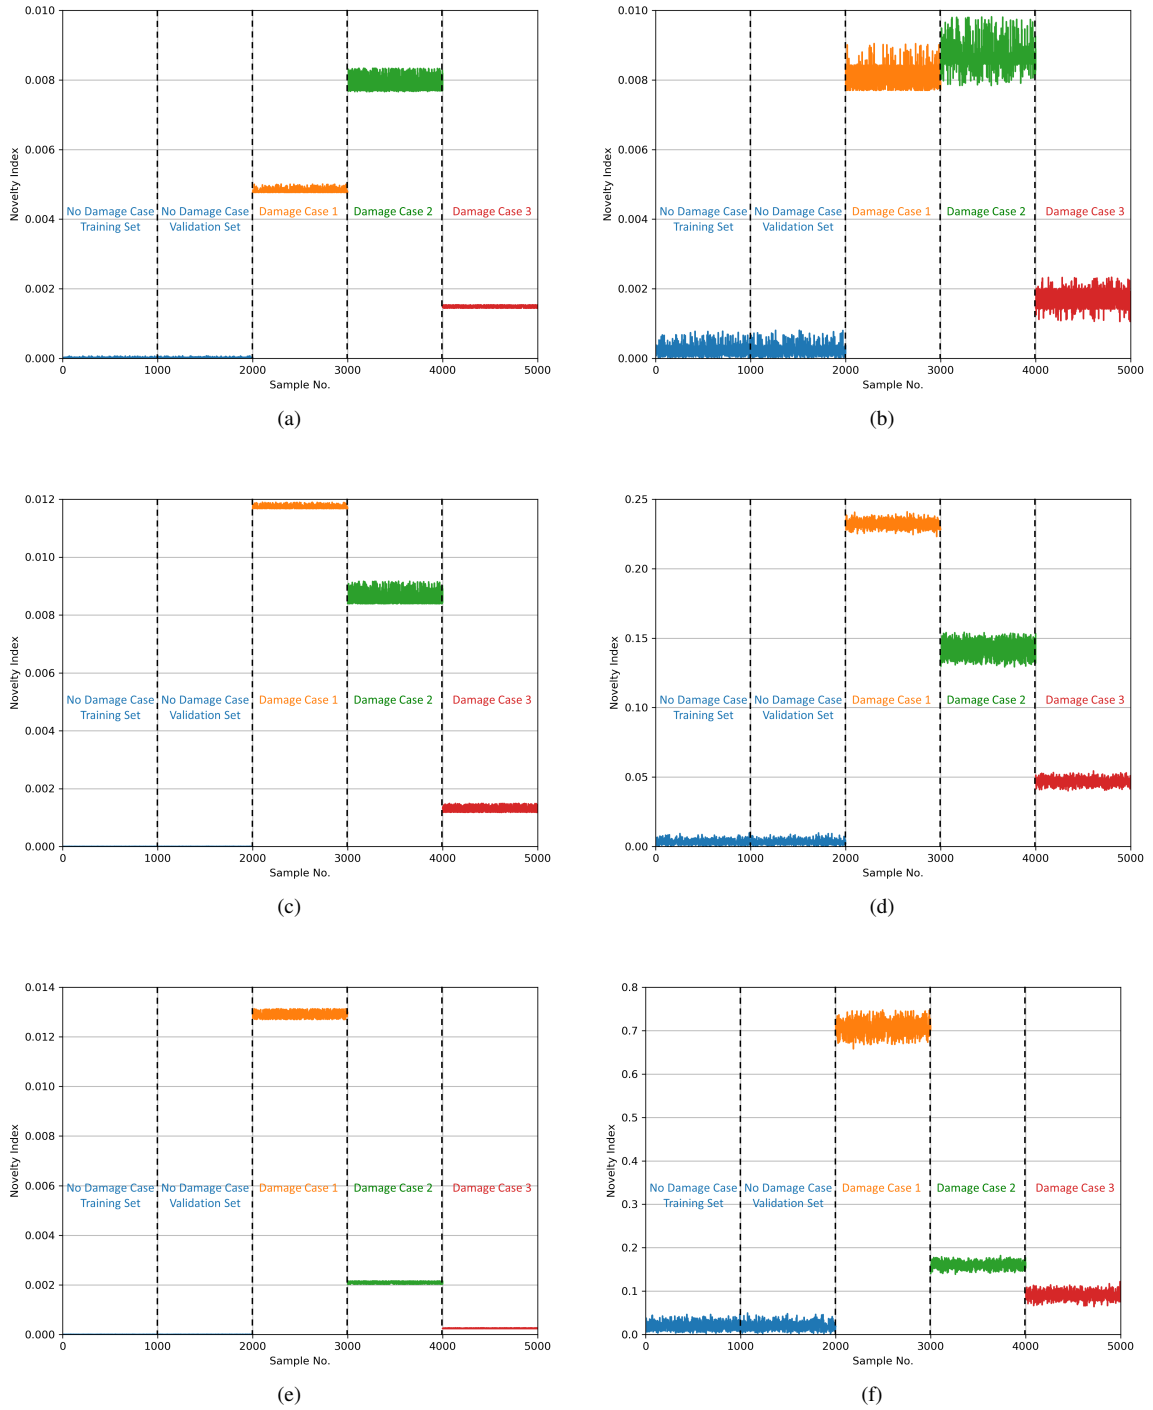 0.010
0.008
0.006
0.004
0.002
0.000
Novelty Index
No Damage Case
Training Set
No Damage Case
Validation Set
Damage Case 1
Damage Case 2
Damage Case 3
0 1000 2000 3000 4000 5000
Sample No.
(a)
0.010
0.008
0.006
0.004
0.002
0.000
Novelty Index
No Damage Case
Training Set
No Damage Case
Validation Set
Damage Case 1
Damage Case 2
Damage Case 3
0 1000 2000 3000 4000 5000
Sample No.
(b)
0.012
0.010
0.008
0.006
0.004
0.002
0.000
Novelty Index
No Damage Case
Training Set
No Damage Case
Validation Set
Damage Case 1
Damage Case 2
Damage Case 3
0 1000 2000 3000 4000 5000
Sample No.
(c)
0.25
0.20
0.15
0.10
0.05
0.00
Novelty Index
No Damage Case
Training Set
No Damage Case
Validation Set
Damage Case 1
Damage Case 2
Damage Case 3
0 1000 2000 3000 4000 5000
Sample No.
(d)
0.014
0.012
0.010
0.008
0.006
0.004
0.002
0.000
Novelty Index
No Damage Case
Training Set
No Damage Case
Validation Set
Damage Case 1
Damage Case 2
Damage Case 3
0 1000 2000 3000 4000 5000
Sample No.
(e)
0.8
0.7
0.6
0.5
0.4
0.3
0.2
0.1
0.0
Novelty Index
No Damage Case
Training Set
No Damage Case
Validation Set
Damage Case 1
Damage Case 2
Damage Case 3
0 1000 2000 3000 4000 5000
Sample No.
(f)